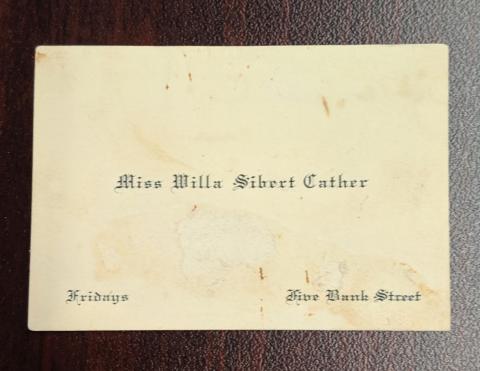 Miss Willa Sibert Cather
Fridays
Five Bank Street